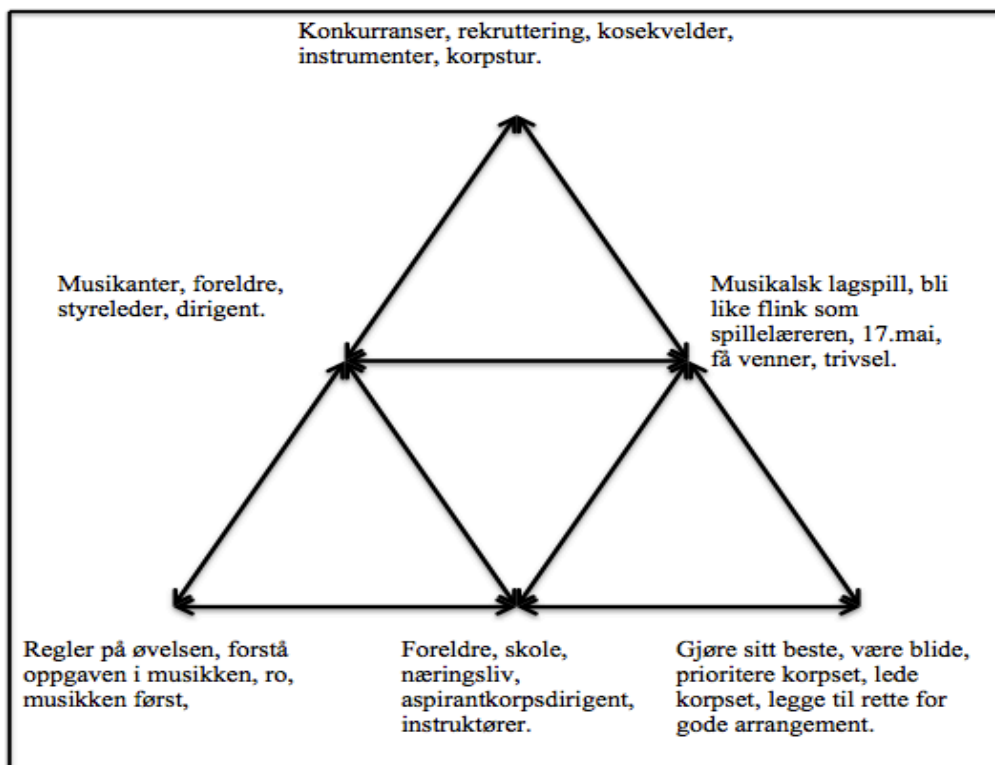 Konkurranser, rekruttering, kosekvelder,
instrumenter, korpstur.
Musikanter, foreldre,
styreleder, dirigent.
Musikalsk lagspill, bli
like flink som
spillelæreren, 17.mai,
få venner, trivsel.
Regler på øvelsen, forstå
oppgaven i musikken, ro,
musikken først,
Foreldre, skole,
næringsliv,
aspirantkorpsdirigent,
instruktører.
Gjøre sitt beste, være blide,
prioritere korpset, lede
korpset, legge til rette for
gode arrangement.